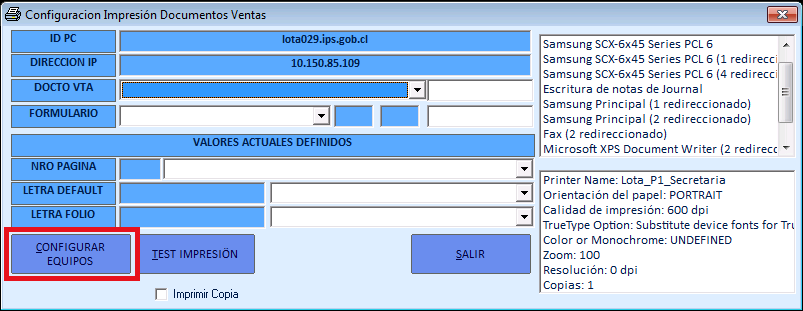 Configuracion Impresión Documentos Ventas
ID PC
lota029.ips.gob.cl
DIRECCION IP
10.150.85.109
DOCTO VTA
FORMULARIO
VALORES ACTUALES DEFINIDOS
NRO PAGINA
LETRA DEFAULT
LETRA FOLIO
CONFIGURAR
EQUIPOS
TEST IMPRESIÓN
SALIR
Imprimir Copia
Samsung SCX-6x45 Series PCL 6
Samsung SCX-6x45 Series PCL 6 (1 redirecci
Samsung SCX-6x45 Series PCL 6 (4 redirecci
Escritura de notas de Journal
Samsung Principal (1 redireccionado)
Samsung Principal (2 redireccionado)
Fax (2 redireccionado)
Microsoft XPS Document Writer (2 redirecc
Printer Name: Lota_P1_Secretaria
Orientación del papel: PORTRAIT
Calidad de impresión: 600 dpi
TrueType Option: Substitute device fonts for Tru
Color or Monochrome: UNDEFINED
Zoom: 100
Resolución: 0 dpi
Copias: 1